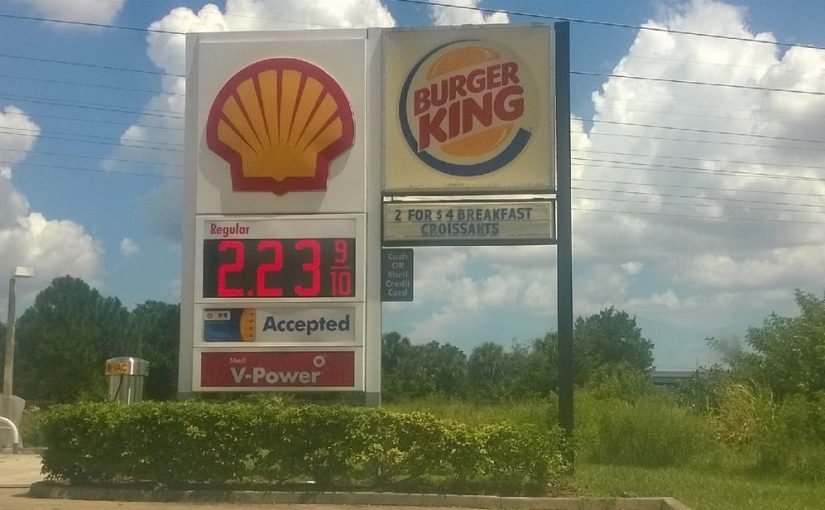 BURGER
KING
2 FOR $4 BREAKFAST
CROISSANTS
Regular
2.23 9/10
Cash
OR
Shell
Credit
Card
Accepted
Shell
V-Power
VAC